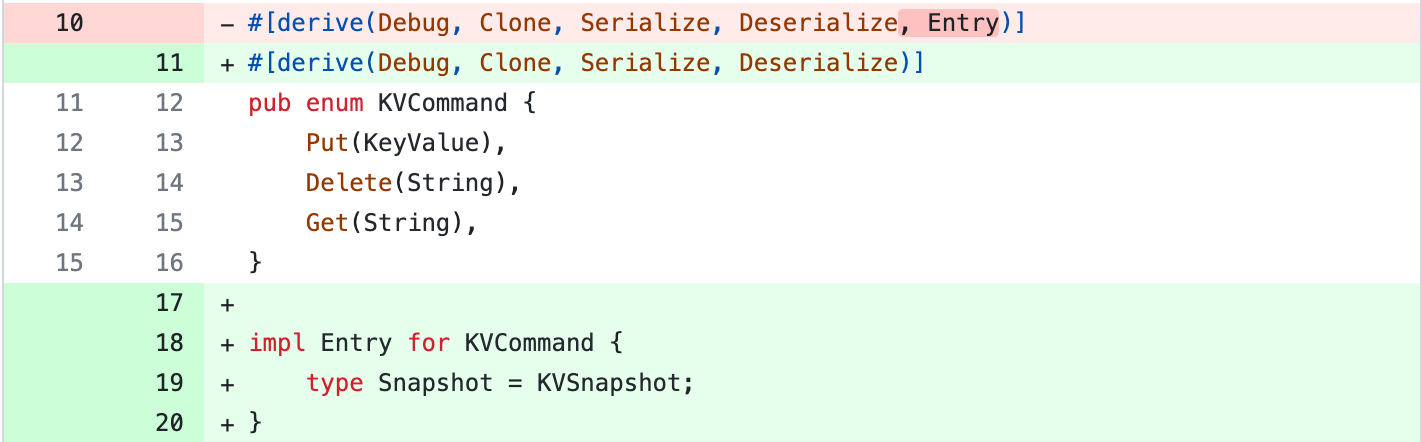 10 - #[derive(Debug, Clone, Serialize, Deserialize, Entry)]
11 + #[derive(Debug, Clone, Serialize, Deserialize)]
11 12 pub enum KVCommand {
12 13 Put(KeyValue),
13 14 Delete(String),
14 15 Get(String),
15 16 }
17 +
18 + impl Entry for KVCommand {
19 + type Snapshot = KVSnapshot;
20 + }